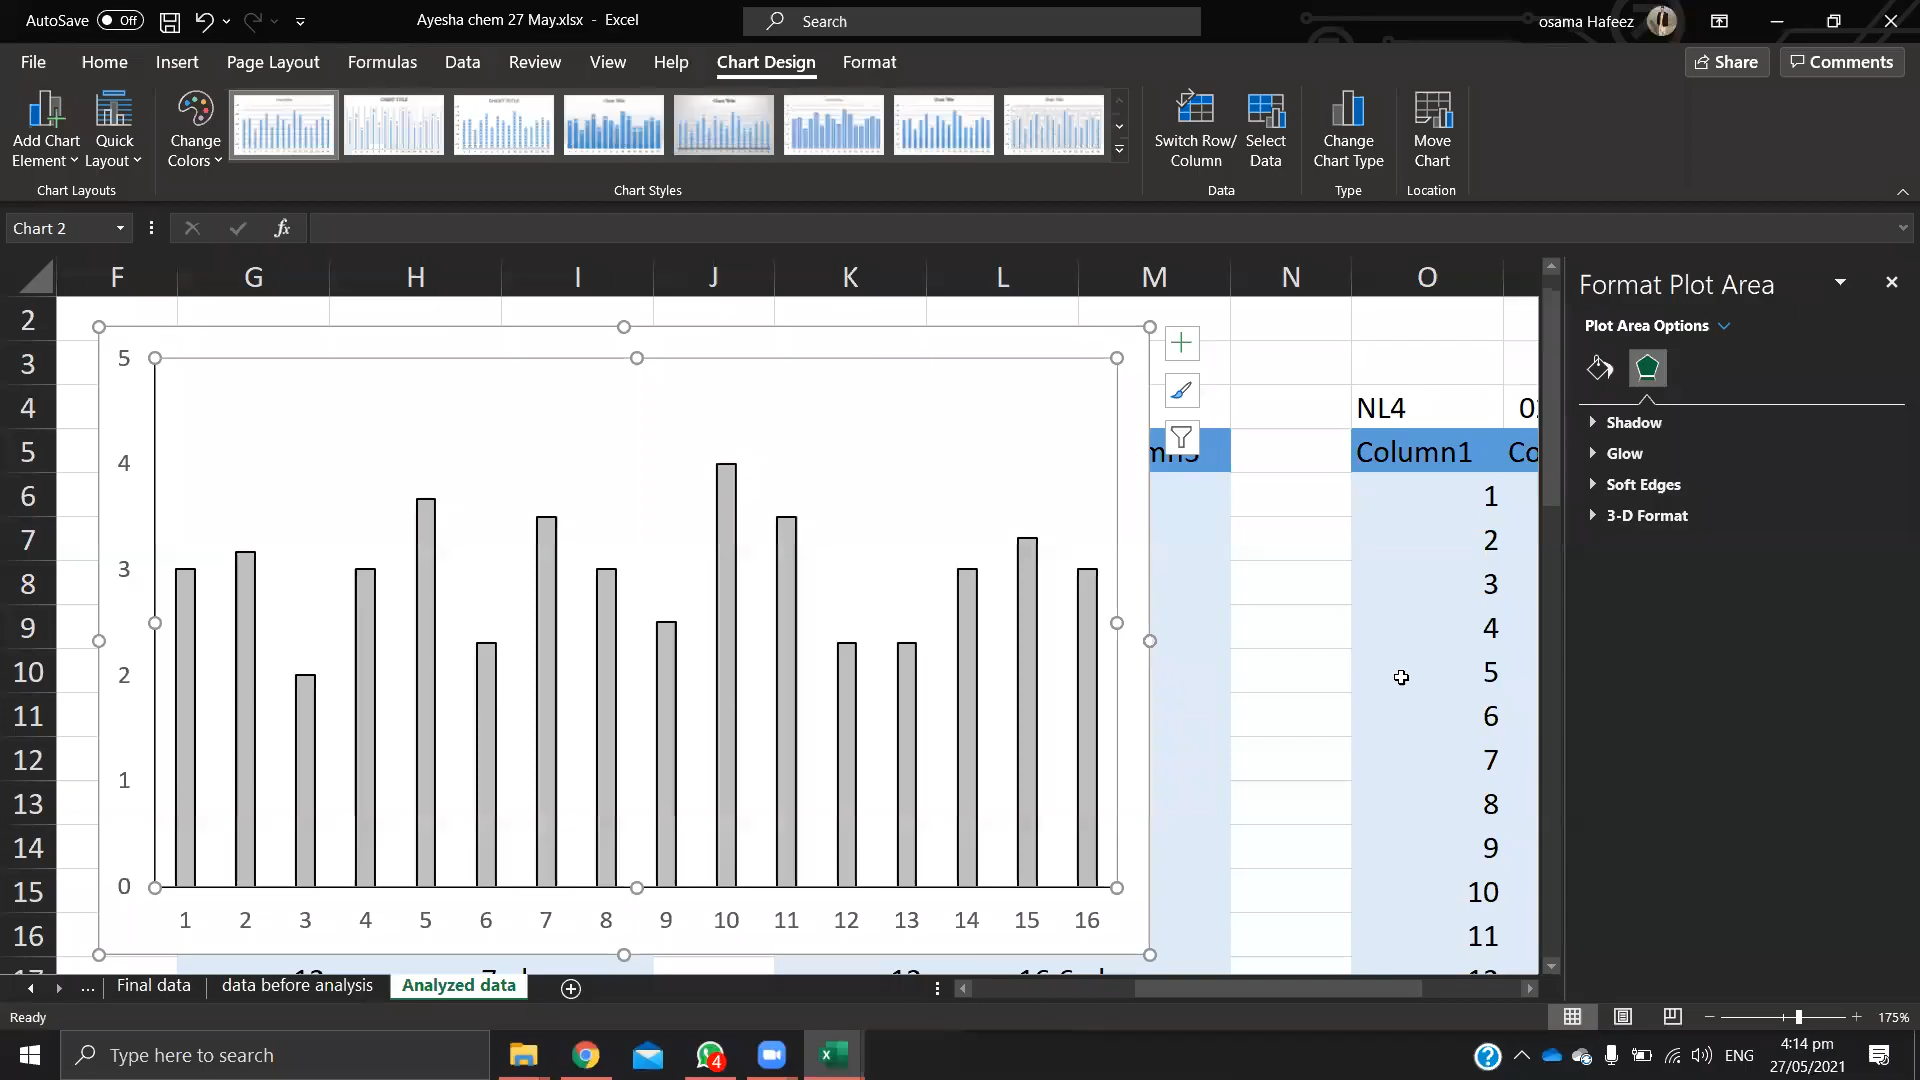 AutoSave Off Ayesha chem 27 May.xlsx - Excel Search osama Hafeez
File Home Insert Page Layout Formulas Data Review View Help Chart Design Format Share Comments
Add Chart Element Quick Layout Change Colors Switch Row/ Column Select Data Change Chart Type Move Chart
Chart Layouts Chart Styles Data Type Location
Chart 2 fx
F G H I J K L M N O
Format Plot Area
Plot Area Options
Shadow
Glow
Soft Edges
3-D Format
2
3
4 NL4
5 Column1 Co
6 1
7 2
8 3
9 4
10 5
11 6
12 7
13 8
14 9
15 10
16 11
5
4
3
2
1
0
1 2 3 4 5 6 7 8 9 10 11 12 13 14 15 16
... Final data data before analysis Analyzed data
Ready 175%
Type here to search 4 ENG 4:14 pm
27/05/2021